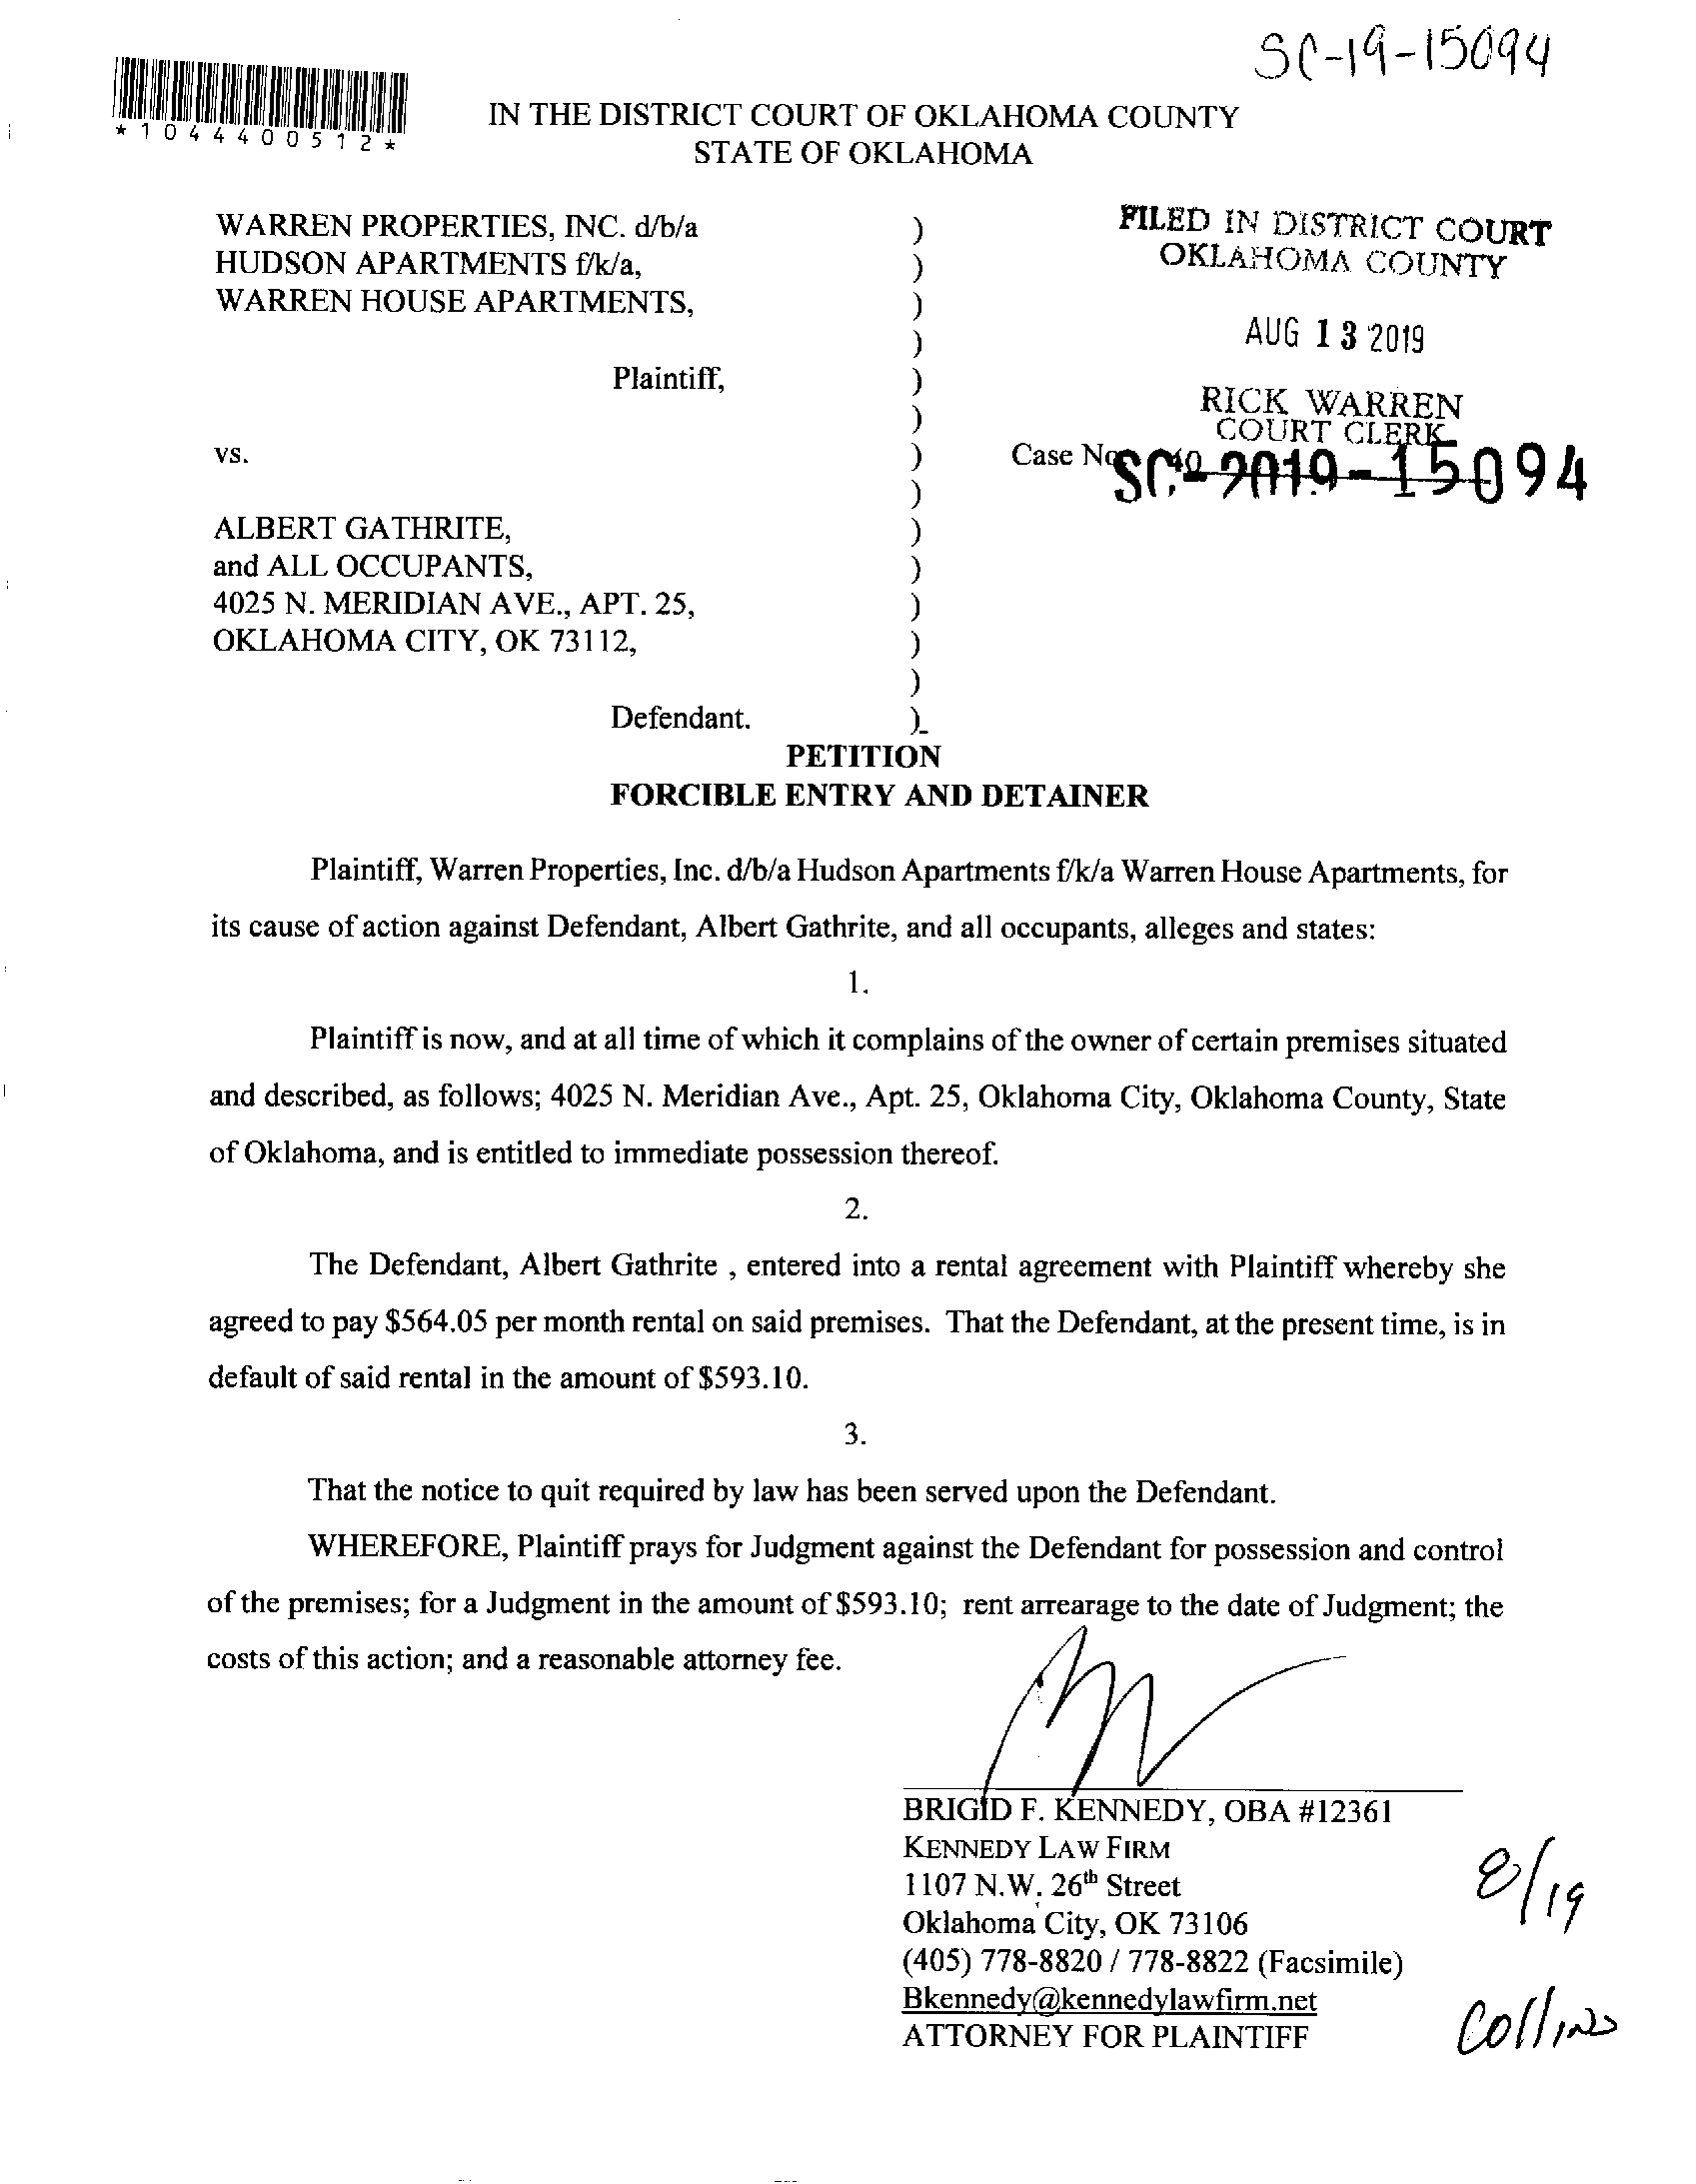 SC-19-15094
*1044400512*
IN THE DISTRICT COURT OF OKLAHOMA COUNTY
STATE OF OKLAHOMA
WARREN PROPERTIES, INC. d/b/a )
HUDSON APARTMENTS f/k/a, )
WARREN HOUSE APARTMENTS, )
)
Plaintiff, )
)
vs. )
)
ALBERT GATHRITE, )
and ALL OCCUPANTS, )
4025 N. MERIDIAN AVE., APT. 25, )
OKLAHOMA CITY, OK 73112, )
)
Defendant. )
FILED IN DISTRICT COURT
OKLAHOMA COUNTY
AUG 13 2019
RICK WARREN
COURT CLERK
Case No. SC-2019-15094
PETITION
FORCIBLE ENTRY AND DETAINER
Plaintiff, Warren Properties, Inc. d/b/a Hudson Apartments f/k/a Warren House Apartments, for
its cause of action against Defendant, Albert Gathrite, and all occupants, alleges and states:
1.
Plaintiff is now, and at all time of which it complains of the owner of certain premises situated
and described, as follows; 4025 N. Meridian Ave., Apt. 25, Oklahoma City, Oklahoma County, State
of Oklahoma, and is entitled to immediate possession thereof.
2.
The Defendant, Albert Gathrite , entered into a rental agreement with Plaintiff whereby she
agreed to pay $564.05 per month rental on said premises. That the Defendant, at the present time, is in
default of said rental in the amount of $593.10.
3.
That the notice to quit required by law has been served upon the Defendant.
WHEREFORE, Plaintiff prays for Judgment against the Defendant for possession and control
of the premises; for a Judgment in the amount of $593.10; rent arrearage to the date of Judgment; the
costs of this action; and a reasonable attorney fee.
BRIGID F. KENNEDY, OBA #12361
KENNEDY LAW FIRM
1107 N.W. 26th Street
Oklahoma City, OK 73106
(405) 778-8820 / 778-8822 (Facsimile)
Bkennedy@kennedylawfirm.net
ATTORNEY FOR PLAINTIFF
8/19
Collins